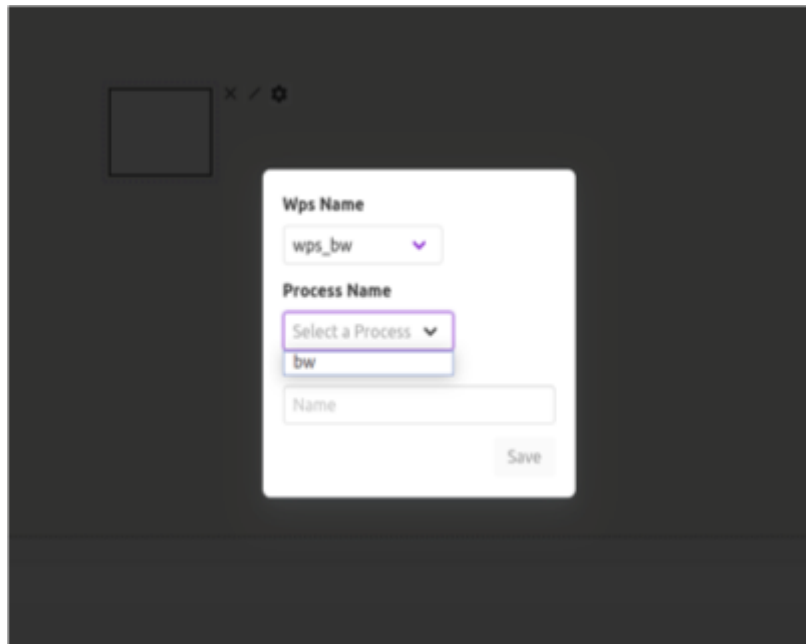 Wps Name
wps_bw
Process Name
Select a Process
bw
Name
Save